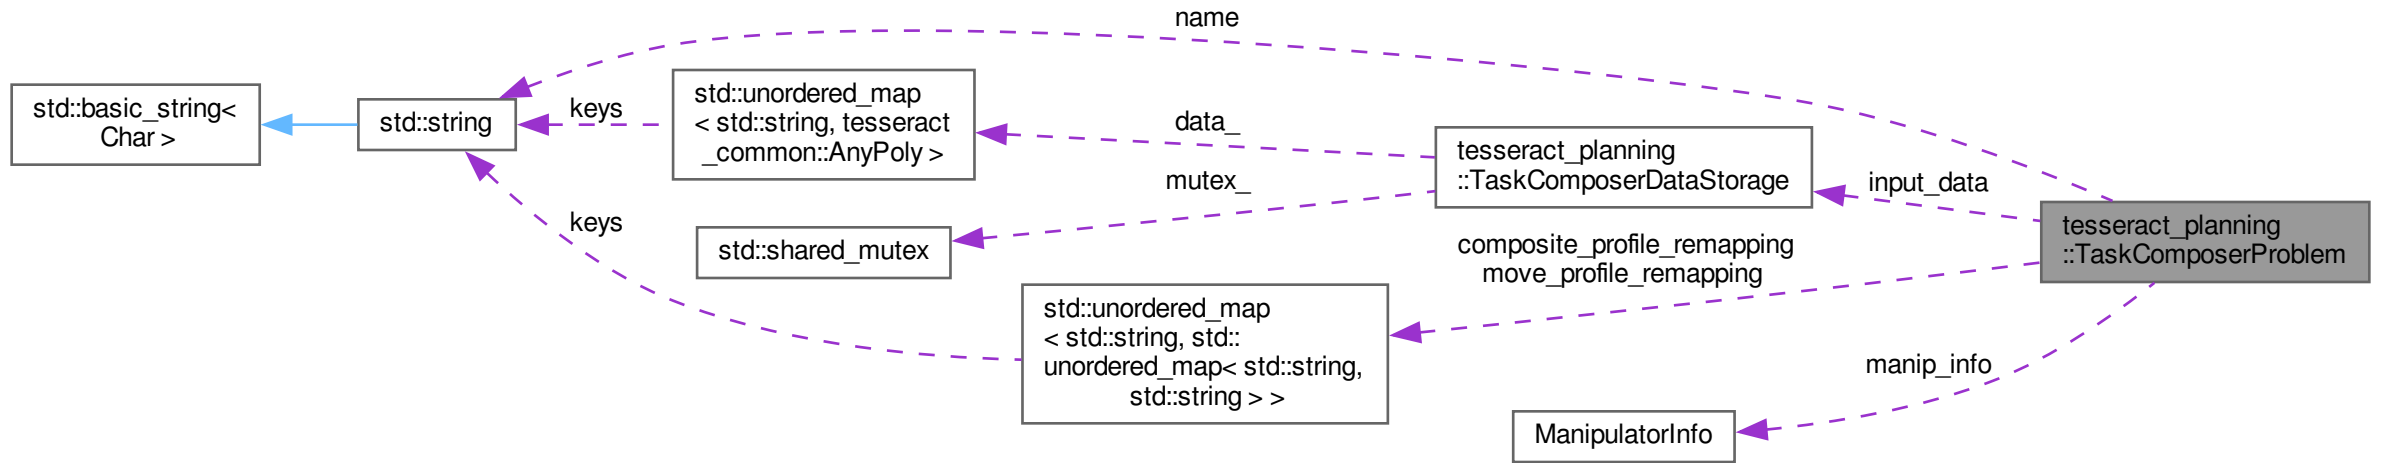 name
std::basic_string<
Char >
std::string
keys
std::unordered_map
< std::string, tesseract
_common::AnyPoly >
data_
mutex_
tesseract_planning
::TaskComposerDataStorage
input_data
tesseract_planning
::TaskComposerProblem
keys
std::shared_mutex
composite_profile_remapping
move_profile_remapping
std::unordered_map
< std::string, std::
unordered_map< std::string,
std::string > >
manip_info
ManipulatorInfo